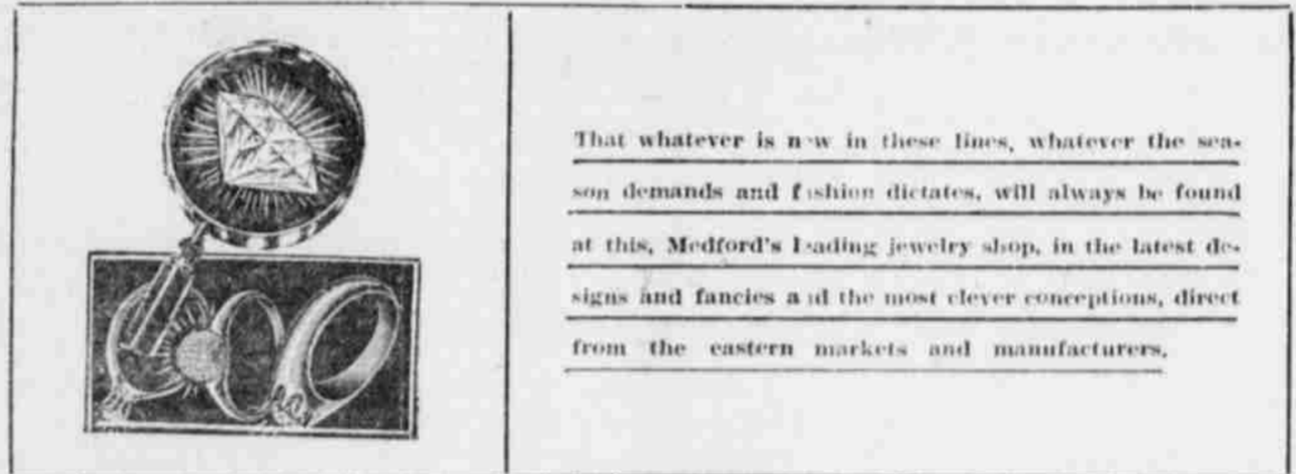 That whatever is new in these lines, whatever the sea-
son demands and fashion dictates, will always be found
at this, Medford's leading jewelry shop, in the latest de-
signs and fancies and the most clever conceptions, direct
from the eastern markets and manufacturers.